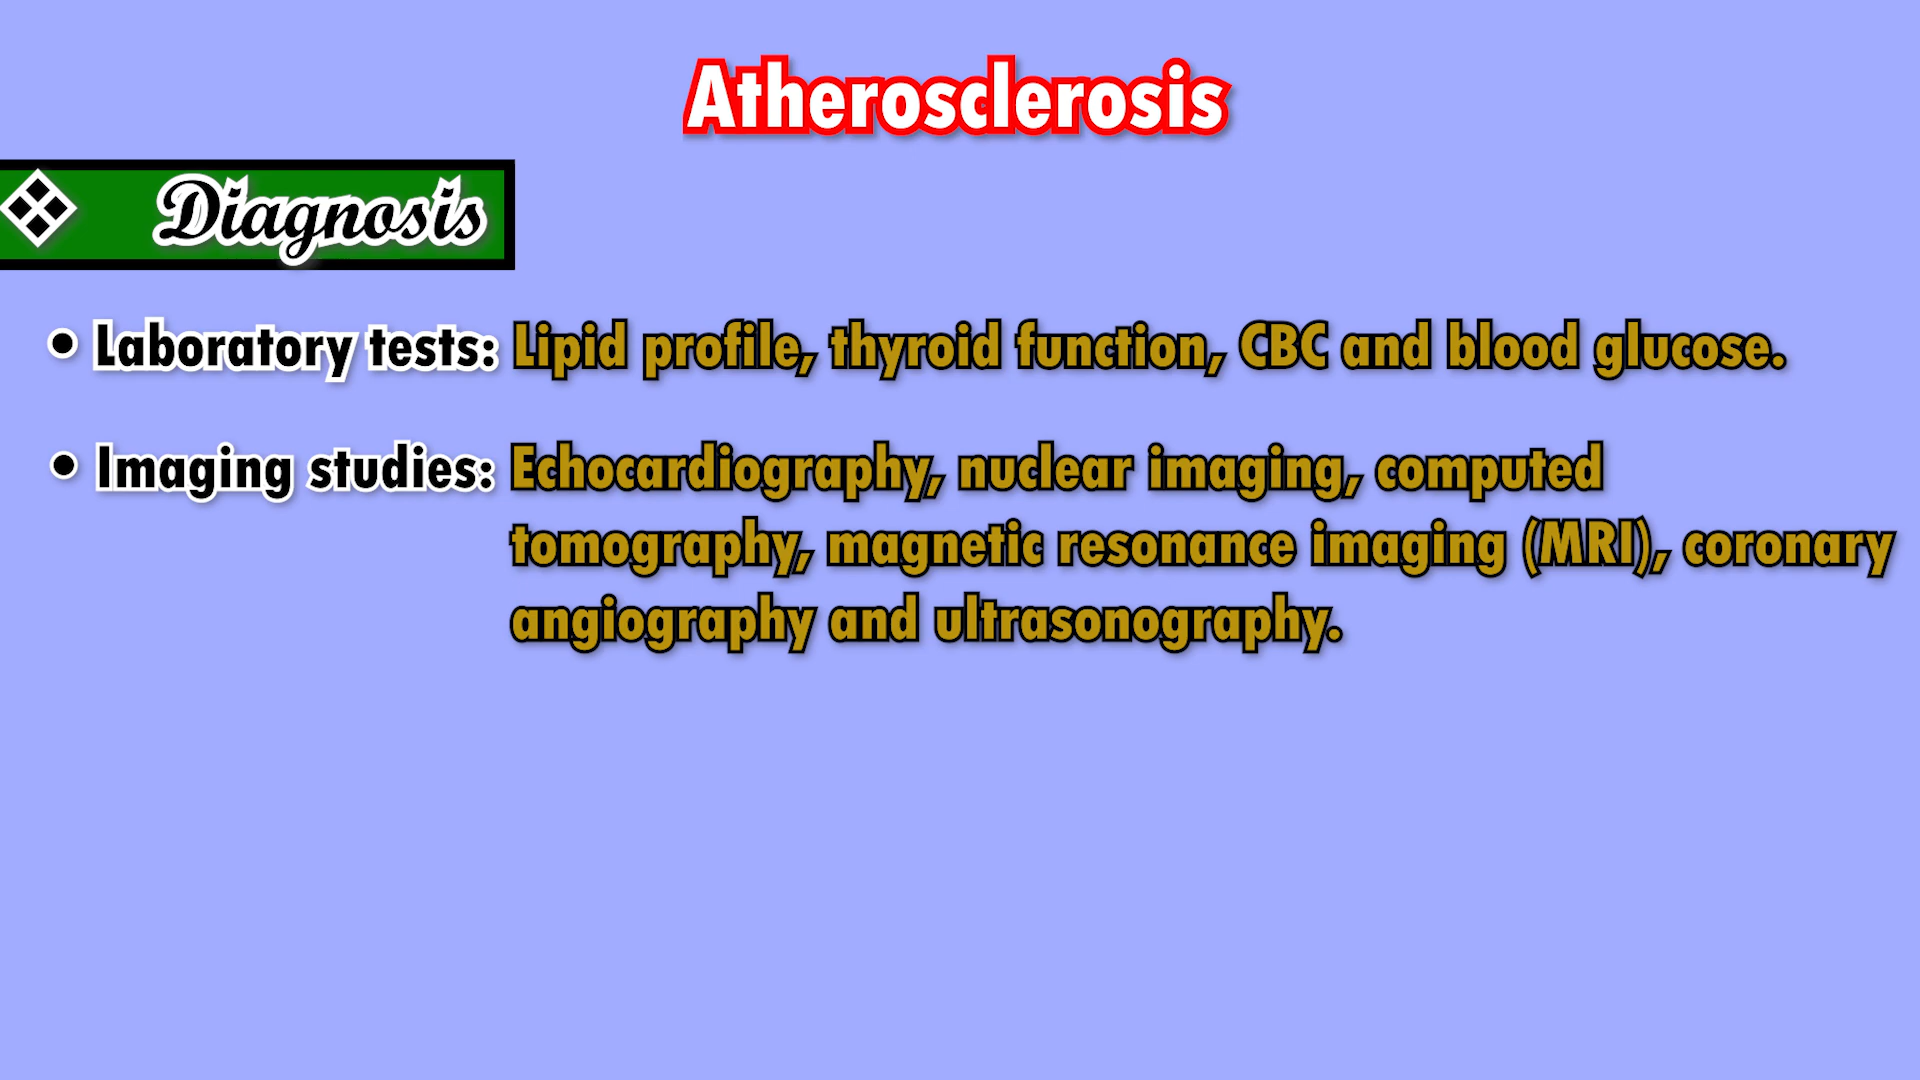 Atherosclerosis
❖ Diagnosis
• Laboratory tests: Lipid profile, thyroid function, CBC and blood glucose.
• Imaging studies: Echocardiography, nuclear imaging, computed
tomography, magnetic resonance imaging (MRI), coronary
angiography and ultrasonography.